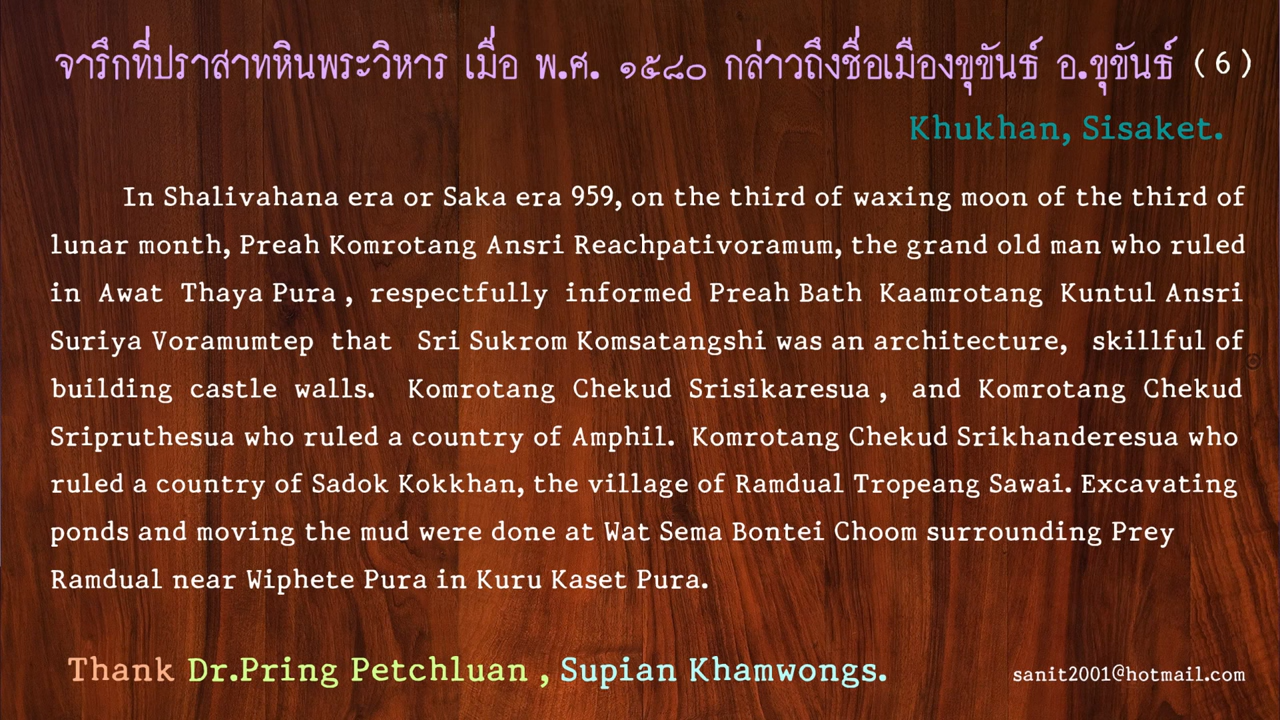 จารึกที่ปราสาทหินพระวิหาร เมื่อ พ.ศ. ๑๕๘๐ กล่าวถึงชื่อเมืองขุขันธ์ อ.ขุขันธ์ (6)
Khukhan, Sisaket.
In Shalivahana era or Saka era 959, on the third of waxing moon of the third of
lunar month, Preah Komrotang Ansri Reachpativoramum, the grand old man who ruled
in Awat Thaya Pura , respectfully informed Preah Bath Kaamrotang Kuntul Ansri
Suriya Voramumtep that Sri Sukrom Komsatangshi was an architecture, skillful of
building castle walls. Komrotang Chekud Srisikaresua , and Komrotang Chekud
Sripruthesua who ruled a country of Amphil. Komrotang Chekud Srikhanderesua who
ruled a country of Sadok Kokkhan, the village of Ramdual Tropeang Sawai. Excavating
ponds and moving the mud were done at Wat Sema Bontei Choom surrounding Prey
Ramdual near Wiphete Pura in Kuru Kaset Pura.
Thank Dr.Pring Petchluan , Supian Khamwongs.
sanit2001@hotmail.com